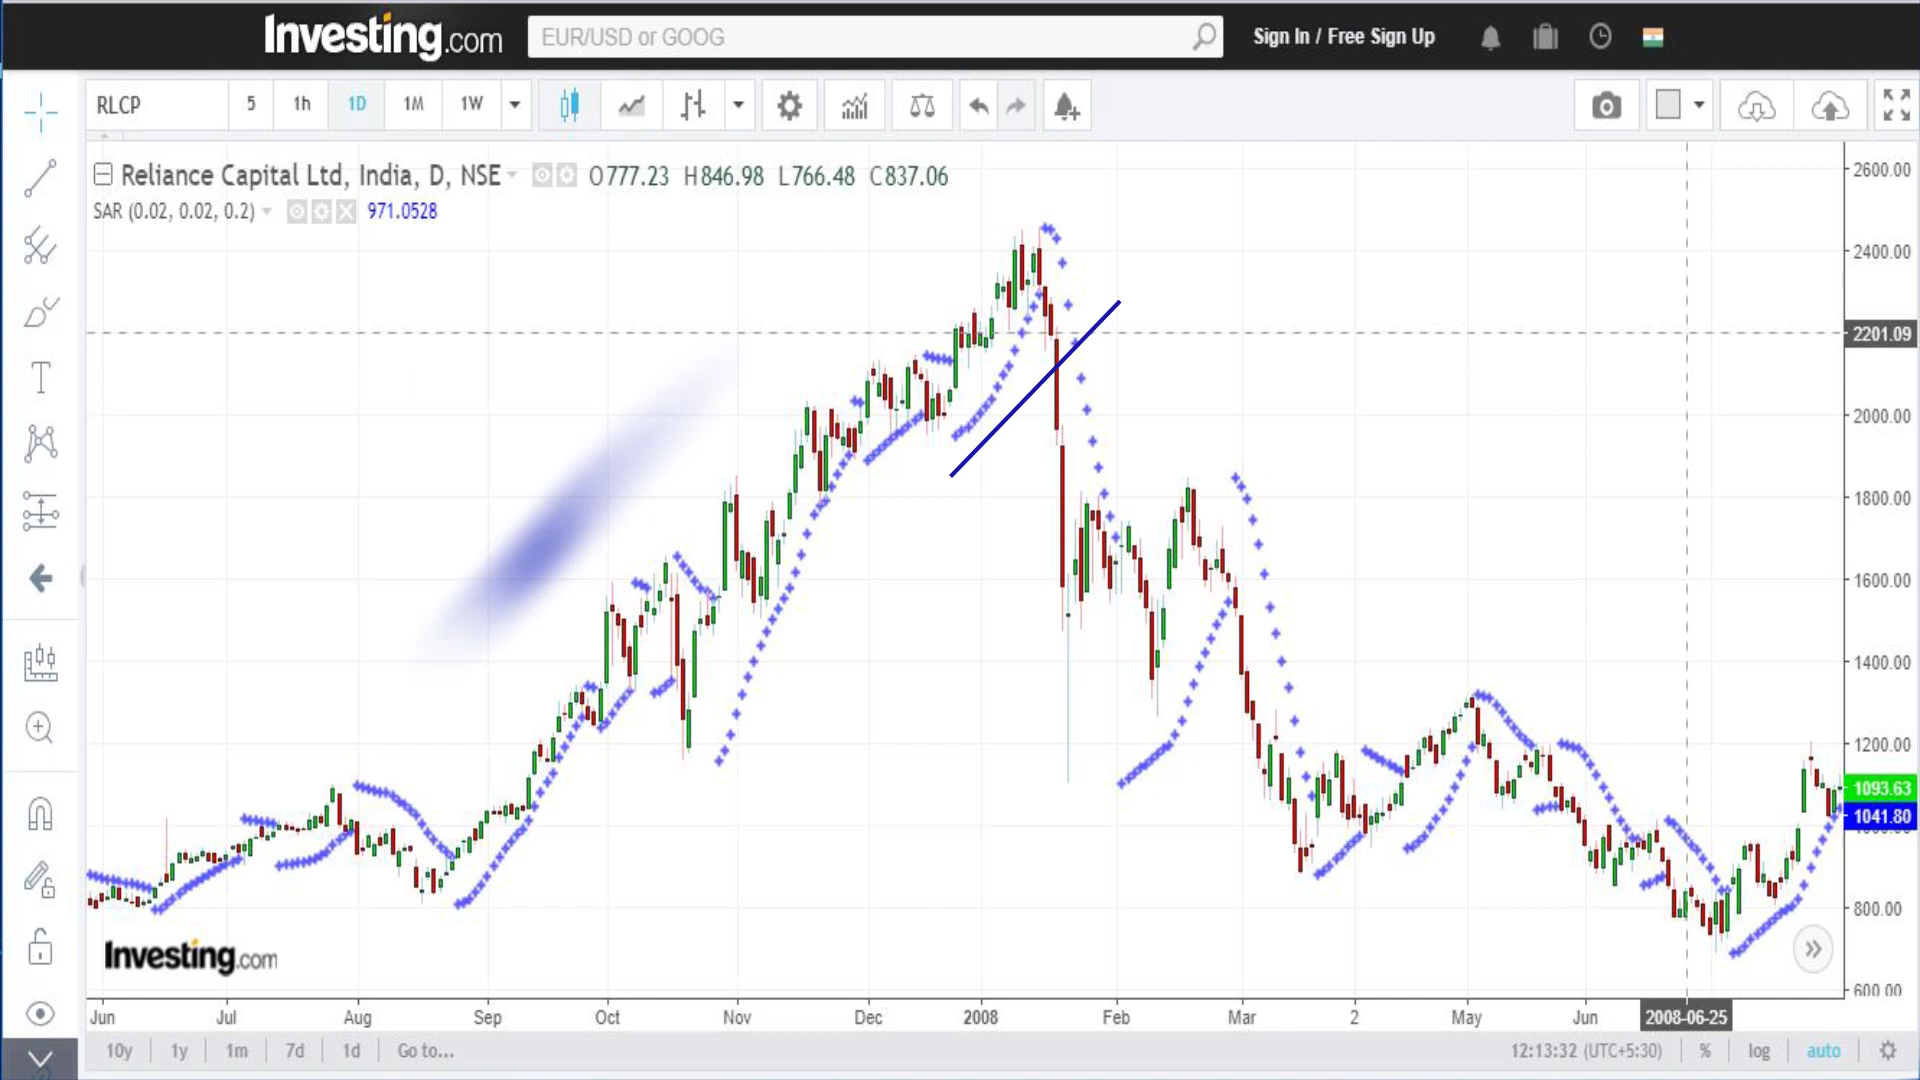 Investing.com
EUR/USD or GOOG
Sign In / Free Sign Up
RLCP
5
1h
1D
1M
1W
Reliance Capital Ltd, India, D, NSE
O777.23 H846.98 L766.48 C837.06
SAR (0.02, 0.02, 0.2)
971.0528
2600.00
2400.00
2201.09
2000.00
1800.00
1600.00
1400.00
1200.00
1093.63
1041.80
800.00
600.00
Investing.com
Jun
Jul
Aug
Sep
Oct
Nov
Dec
2008
Feb
Mar
2
May
Jun
2008-06-25
10y
1y
1m
7d
1d
Go to...
12:13:32 (UTC+5:30)
%
log
auto